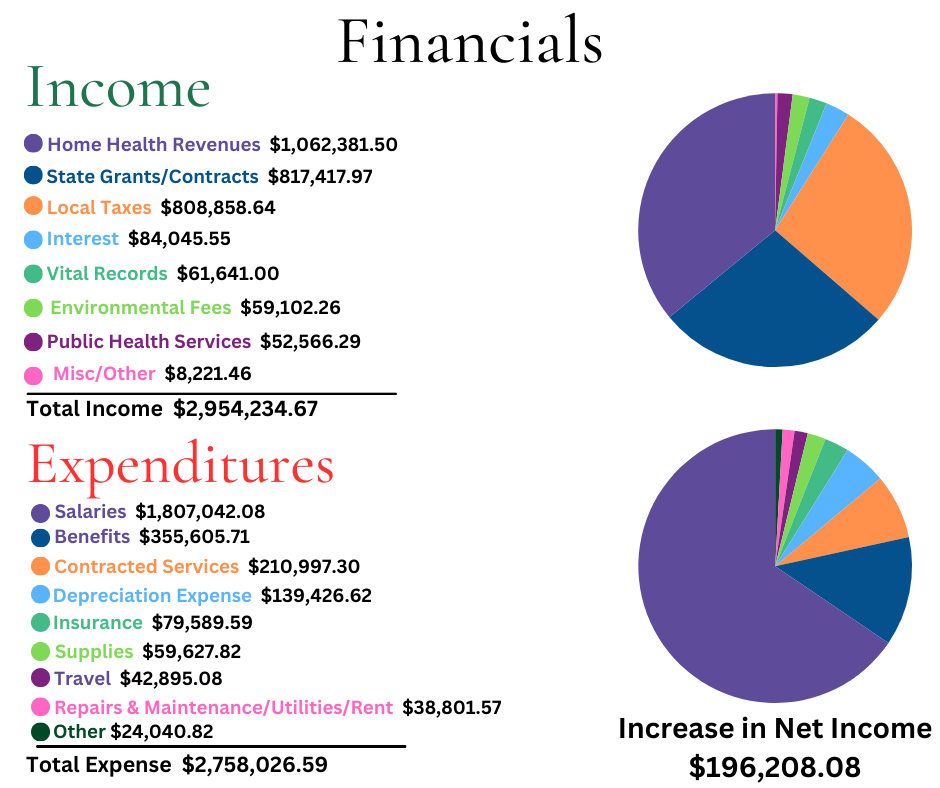 Financials
Income
Home Health Revenues $1,062,381.50
State Grants/Contracts $817,417.97
Local Taxes $808,858.64
Interest $84,045.55
Vital Records $61,641.00
Environmental Fees $59,102.26
Public Health Services $52,566.29
Misc/Other $8,221.46
Total Income $2,954,234.67
Expenditures
Salaries $1,807,042.08
Benefits $355,605.71
Contracted Services $210,997.30
Depreciation Expense $139,426.62
Insurance $79,589.59
Supplies $59,627.82
Travel $42,895.08
Repairs & Maintenance/Utilities/Rent $38,801.57
Other $24,040.82
Total Expense $2,758,026.59
Increase in Net Income
$196,208.08